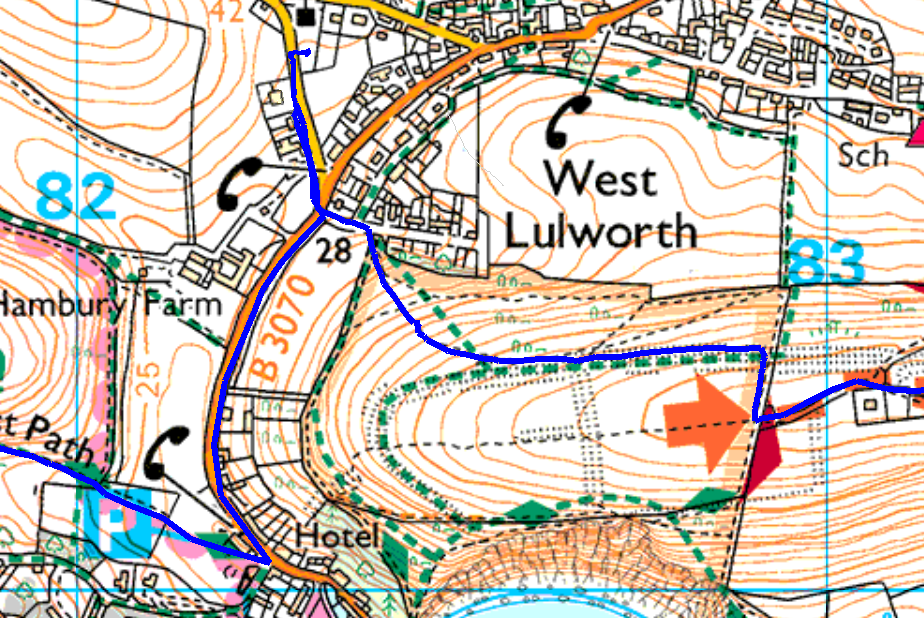 42
Sch
82
West
Lulworth
28
83
Hambury Farm
B 3070
25
t Path
P
Hotel